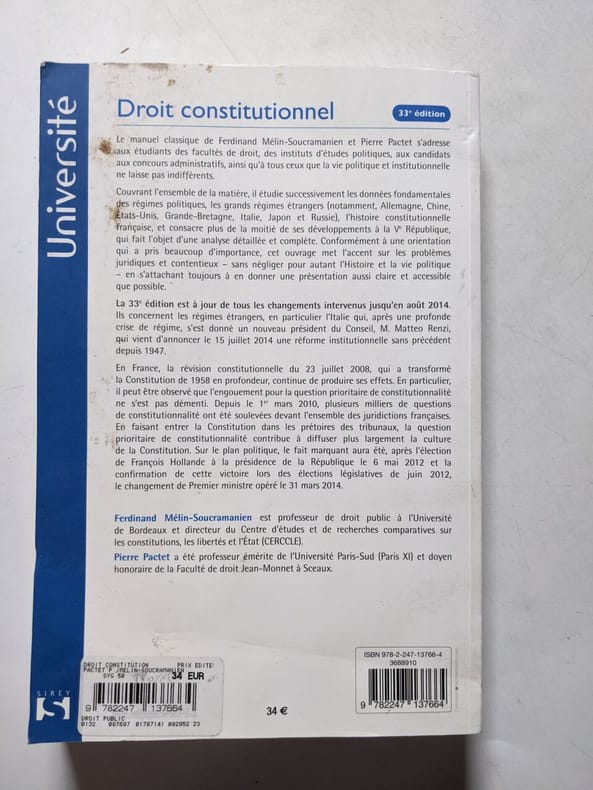 Université
Droit constitutionnel
33e édition
Le manuel classique de Ferdinand Mélin-Soucramanien et Pierre Pactet s'adresse
aux étudiants des facultés de droit, des instituts d'études politiques, aux candidats
aux concours administratifs, ainsi qu'à tous ceux que la vie politique et institutionnelle
ne laisse pas indifférents.
Couvrant l'ensemble de la matière, il étudie successivement les données fondamentales
des régimes politiques, les grands régimes étrangers (notamment, Allemagne, Chine,
États-Unis, Grande-Bretagne, Italie, Japon et Russie), l'histoire constitutionnelle
française, et consacre plus de la moitié de ses développements à la Ve République,
qui fait l'objet d'une analyse détaillée et complète. Conformément à une orientation
qui a pris beaucoup d'importance, cet ouvrage met l'accent sur les problèmes
juridiques et contentieux – sans négliger pour autant l'Histoire et la vie politique
– en s'attachant toujours à en donner une présentation aussi claire et accessible
que possible.
La 33e édition est à jour de tous les changements intervenus jusqu'en août 2014.
Ils concernent les régimes étrangers, en particulier l'Italie qui, après une profonde
crise de régime, s'est donné un nouveau président du Conseil, M. Matteo Renzi,
qui vient d'annoncer le 15 juillet 2014 une réforme institutionnelle sans précédent
depuis 1947.
En France, la révision constitutionnelle du 23 juillet 2008, qui a transformé
la Constitution de 1958 en profondeur, continue de produire ses effets. En particulier,
il peut être observé que l'engouement pour la question prioritaire de constitutionnalité
ne s'est pas démenti. Depuis le 1er mars 2010, plusieurs milliers de questions
de constitutionnalité ont été soulevées devant l'ensemble des juridictions françaises.
En faisant entrer la Constitution dans les prétoires des tribunaux, la question
prioritaire de constitutionnalité contribue à diffuser plus largement la culture
de la Constitution. Sur le plan politique, le fait marquant aura été, après l'élection
de François Hollande à la présidence de la République le 6 mai 2012 et la
confirmation de cette victoire lors des élections législatives de juin 2012,
le changement de Premier ministre opéré le 31 mars 2014.
Ferdinand Mélin-Soucramanien est professeur de droit public à l'Université
de Bordeaux et directeur du Centre d'études et de recherches comparatives sur
les constitutions, les libertés et l'État (CERCCLE).
Pierre Pactet a été professeur émérite de l'Université Paris-Sud (Paris XI) et doyen
honoraire de la Faculté de droit Jean-Monnet à Sceaux.
ISBN 978-2-247-13766-4
3688910
9 782247 137664
DROIT CONSTITUTION PRIX EDITE
PACTET P /MELIN-SOUCRAMANIEN
SYG 50 34 EUR
9 782247 137664
DROIT PUBLIC
0132 097697 01787141 092952 23
34 €
SIREY